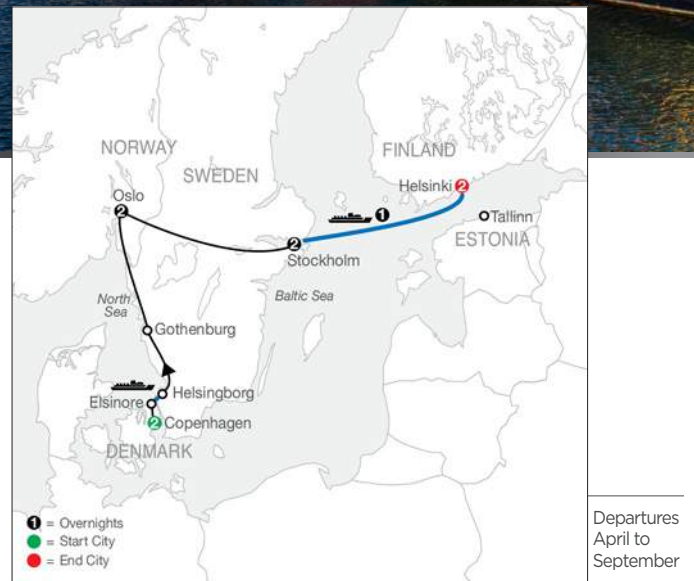 NORWAY
SWEDEN
FINLAND
Oslo
2
Helsinki 2
1
Tallinn
ESTONIA
2
Stockholm
North
Sea
Baltic Sea
Gothenburg
Helsingborg
Elsinore
2 Copenhagen
DENMARK
1 = Overnights
= Start City
= End City
Departures
April to
September